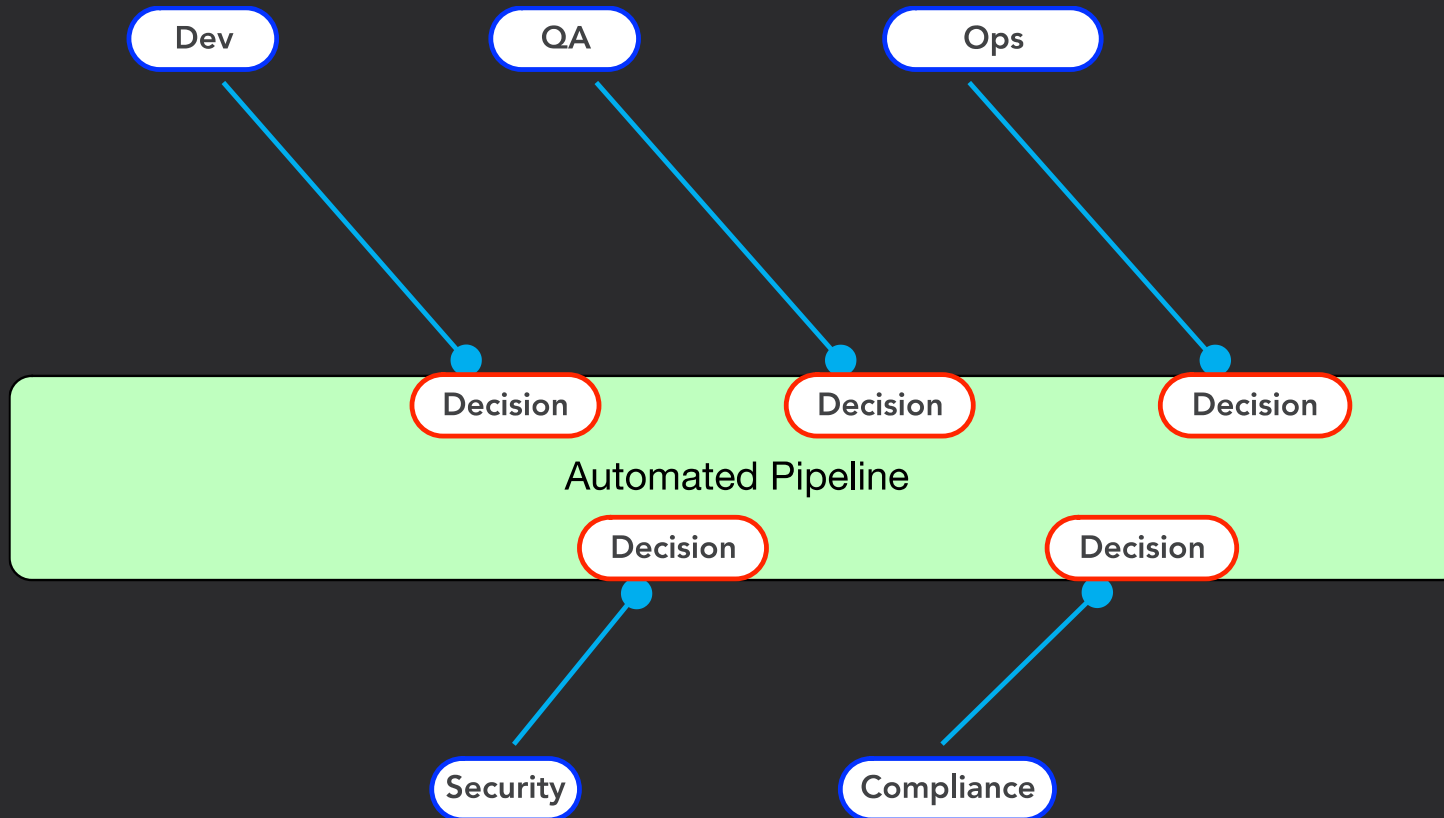 Dev
QA
Ops
Decision
Decision
Decision
Automated Pipeline
Decision
Decision
Security
Compliance